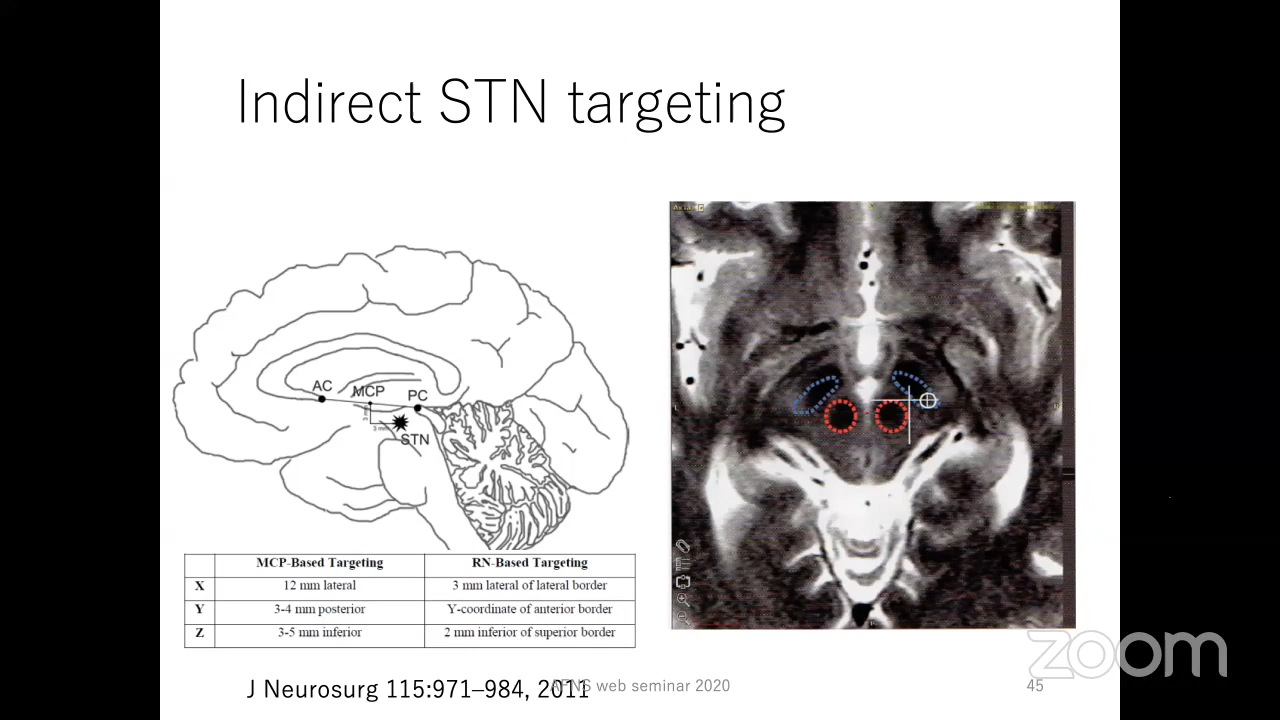 Indirect STN targeting
AC
MCP
PC
STN
MCP-Based Targeting RN-Based Targeting
X 12 mm lateral 3 mm lateral of lateral border
Y 3-4 mm posterior Y-coordinate of anterior border
Z 3-5 mm inferior 2 mm inferior of superior border
J Neurosurg 115:971–984, 2011
web seminar 2020
45
zoom